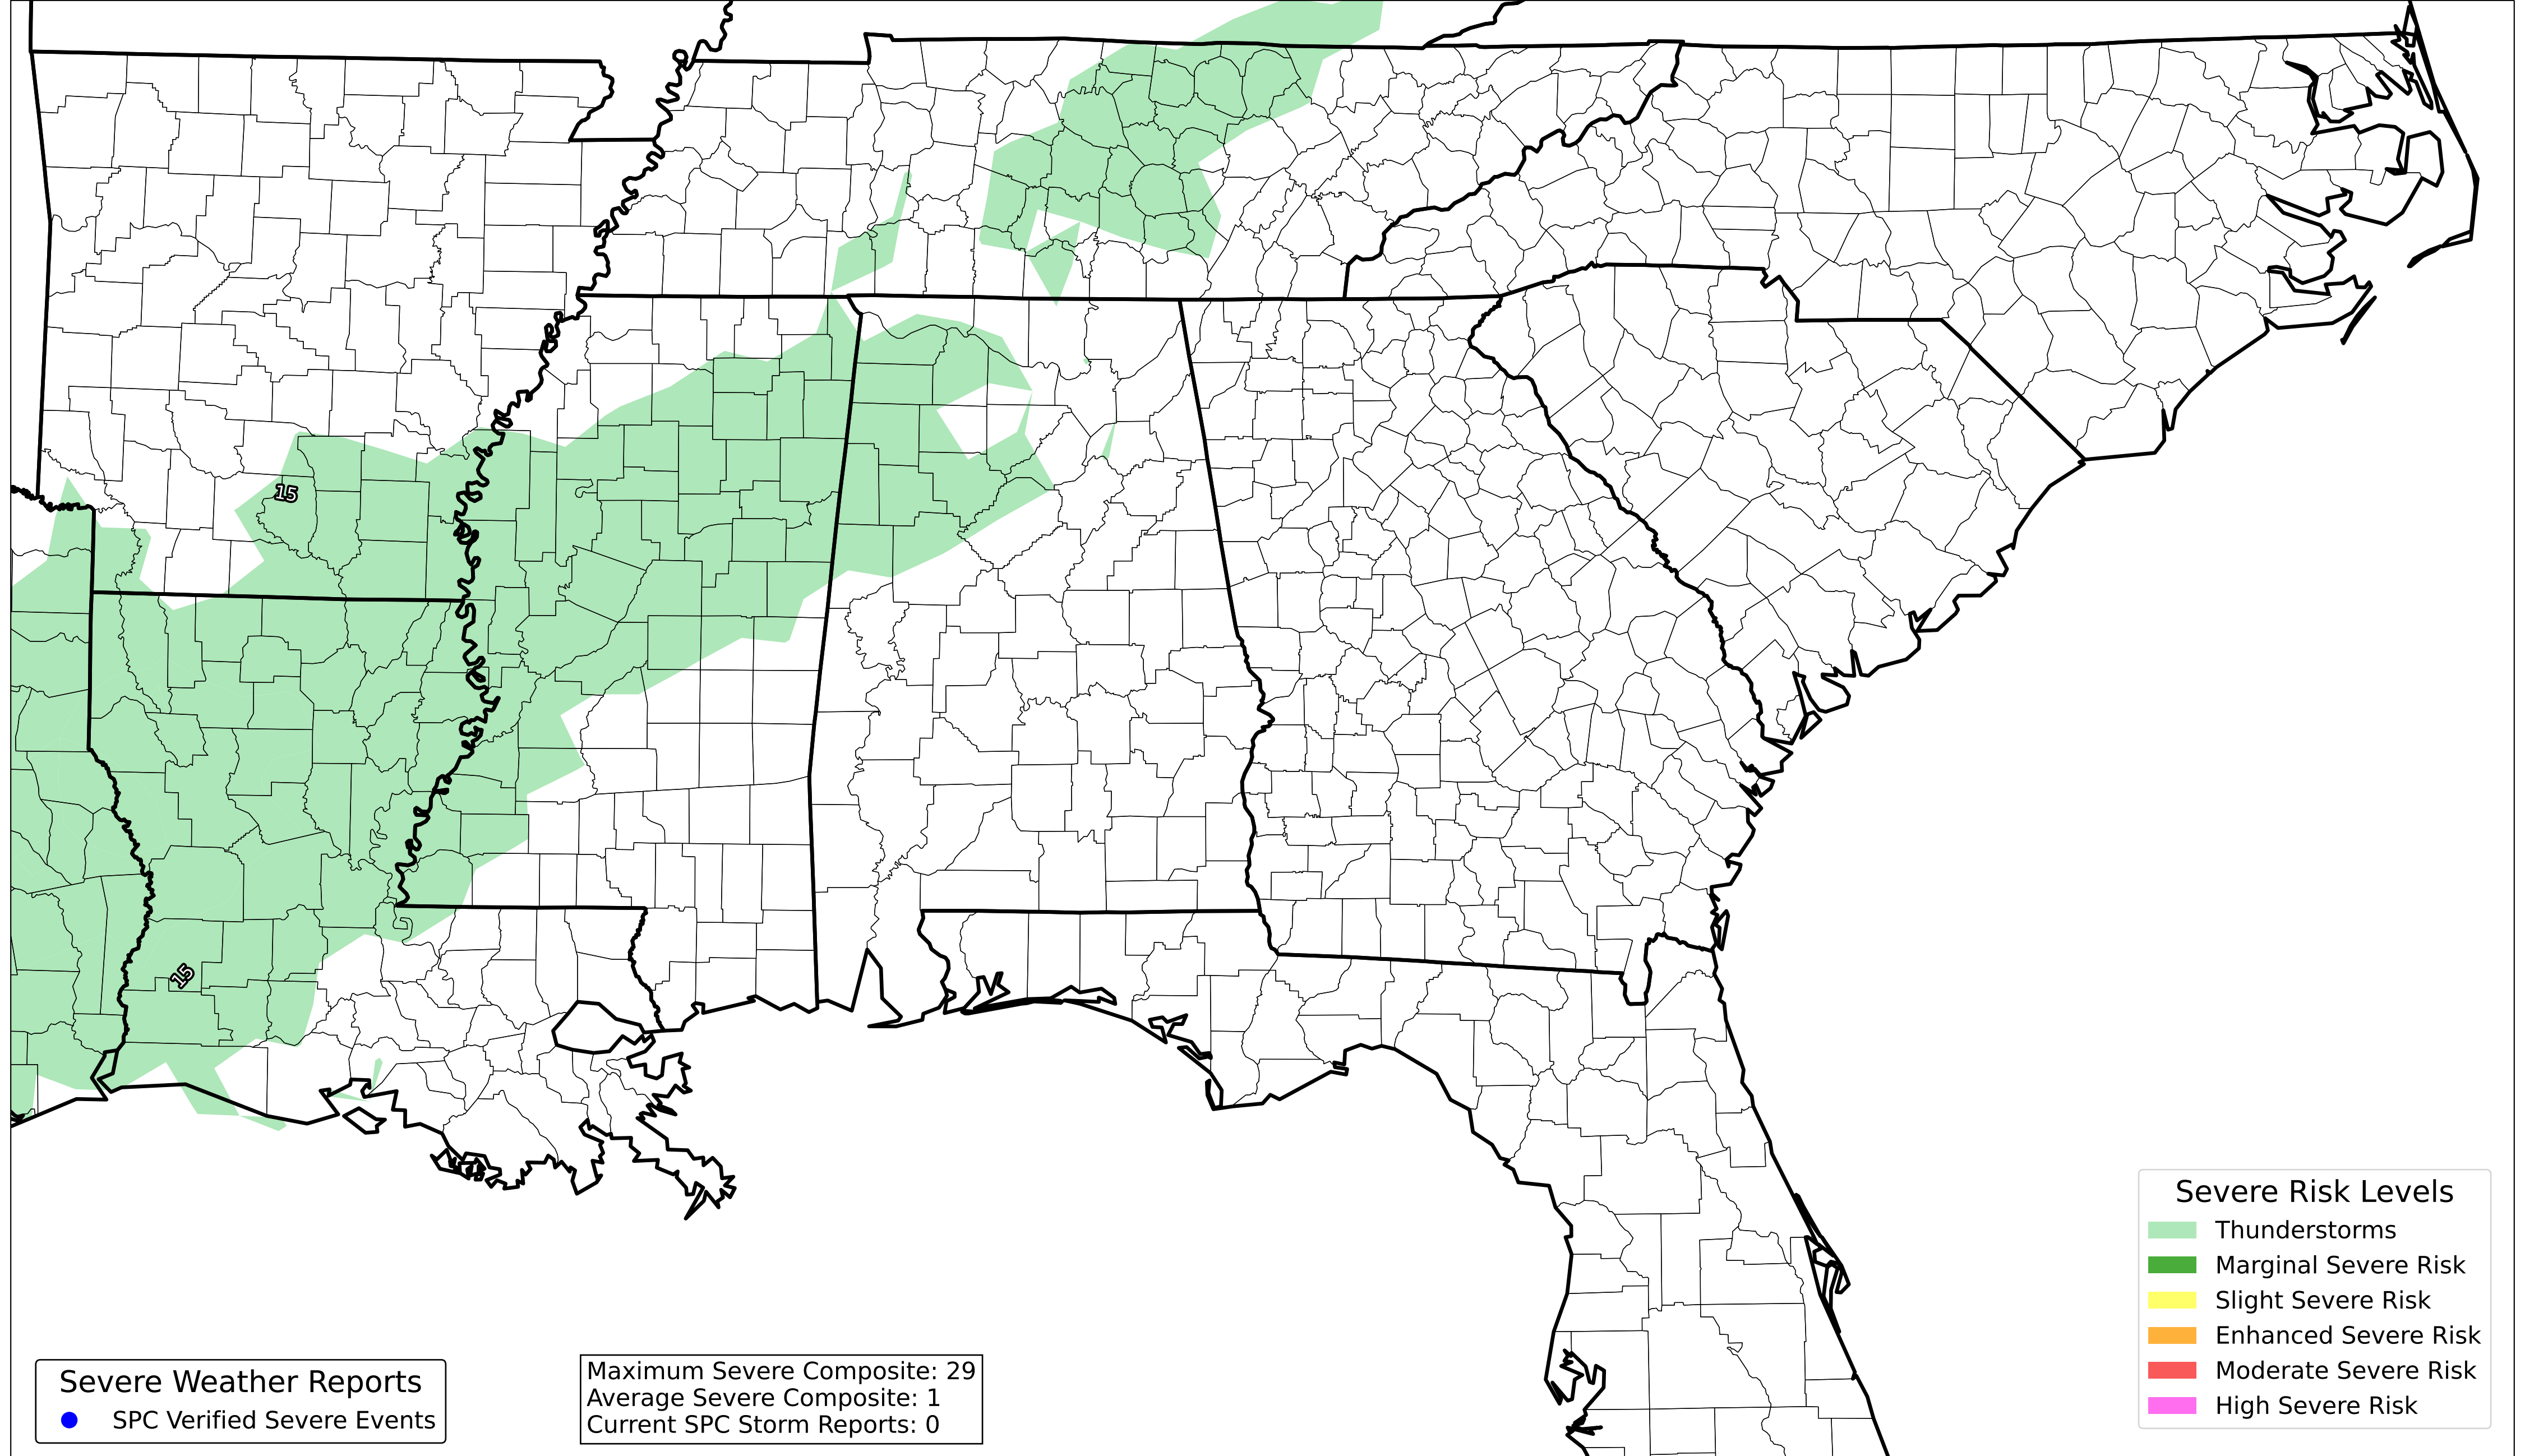 15
15
Severe Weather Reports
SPC Verified Severe Events
Maximum Severe Composite: 29
Average Severe Composite: 1
Current SPC Storm Reports: 0
Severe Risk Levels
Thunderstorms
Marginal Severe Risk
Slight Severe Risk
Enhanced Severe Risk
Moderate Severe Risk
High Severe Risk